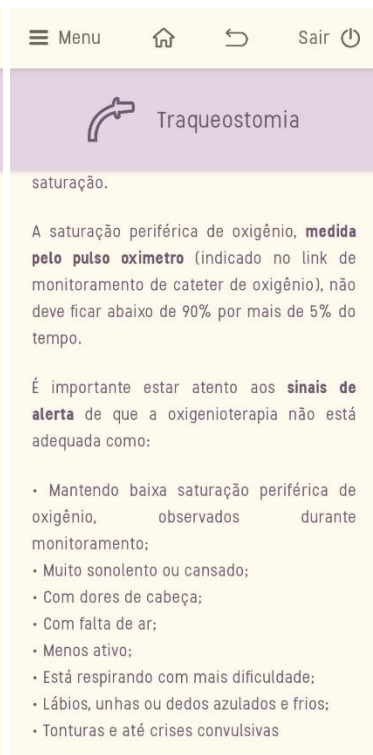 Menu Sair
Traqueostomia
saturação.
A saturação periférica de oxigênio, medida
pelo pulso oximetro (indicado no link de
monitoramento de cateter de oxigênio), não
deve ficar abaixo de 90% por mais de 5% do
tempo.
É importante estar atento aos sinais de
alerta de que a oxigenioterapia não está
adequada como:
• Mantendo baixa saturação periférica de
oxigênio, observados durante
monitoramento;
• Muito sonolento ou cansado;
• Com dores de cabeça;
• Com falta de ar;
• Menos ativo;
• Está respirando com mais dificuldade;
• Lábios, unhas ou dedos azulados e frios;
• Tonturas e até crises convulsivas